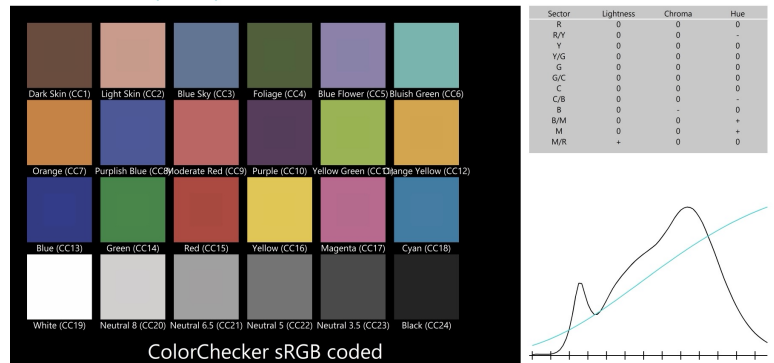 Dark Skin (CC1) Light Skin (CC2) Blue Sky (CC3) Foliage (CC4) Blue Flower (CC5) Bluish Green (CC6)
Orange (CC7) Purplish Blue (CC8) Moderate Red (CC9) Purple (CC10) Yellow Green (CC11) Orange Yellow (CC12)
Blue (CC13) Green (CC14) Red (CC15) Yellow (CC16) Magenta (CC17) Cyan (CC18)
White (CC19) Neutral 8 (CC20) Neutral 6.5 (CC21) Neutral 5 (CC22) Neutral 3.5 (CC23) Black (CC24)
ColorChecker sRGB coded
Sector Lightness Chroma Hue
R 0 0 0
R/Y 0 0 -
Y 0 0 0
Y/G 0 0 0
G 0 0 0
G/C 0 0 0
C 0 0 0
C/B 0 0 -
B 0 - 0
B/M 0 0 +
M 0 0 +
M/R + 0 0